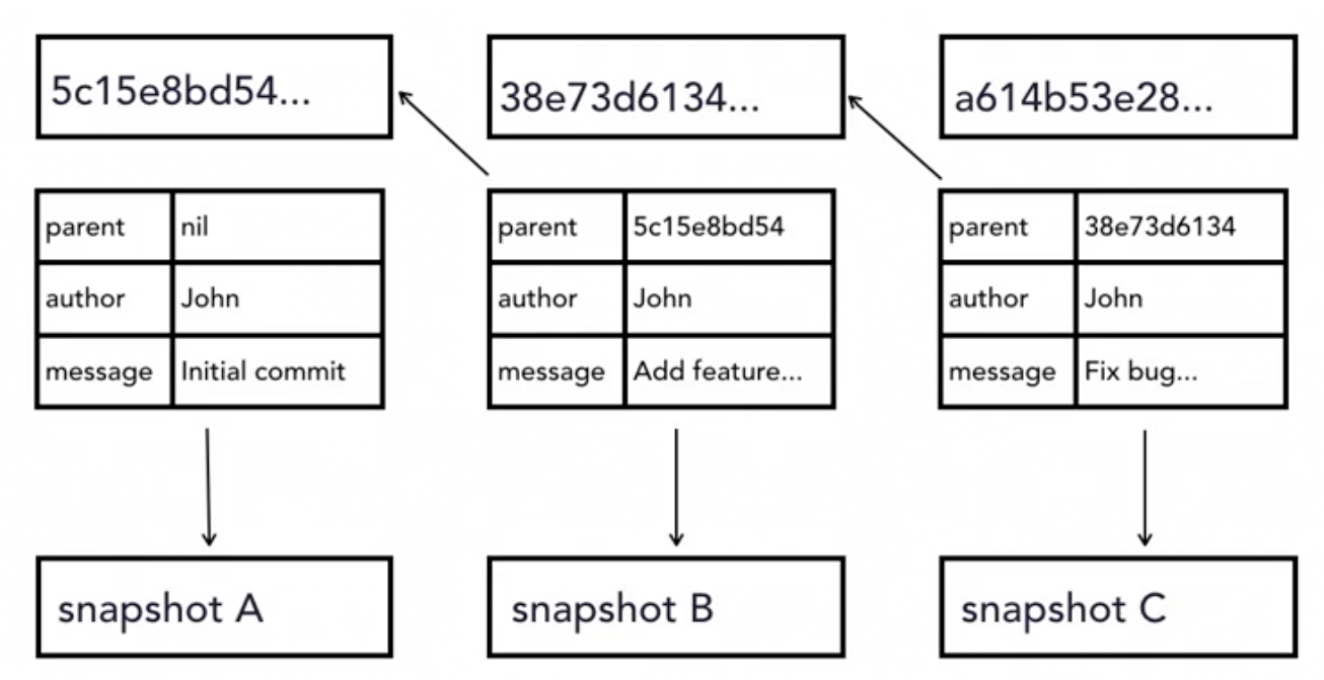 5c15e8bd54...
38e73d6134...
a614b53e28...
parent nil
author John
message Initial commit
parent 5c15e8bd54
author John
message Add feature...
parent 38e73d6134
author John
message Fix bug...
snapshot A
snapshot B
snapshot C